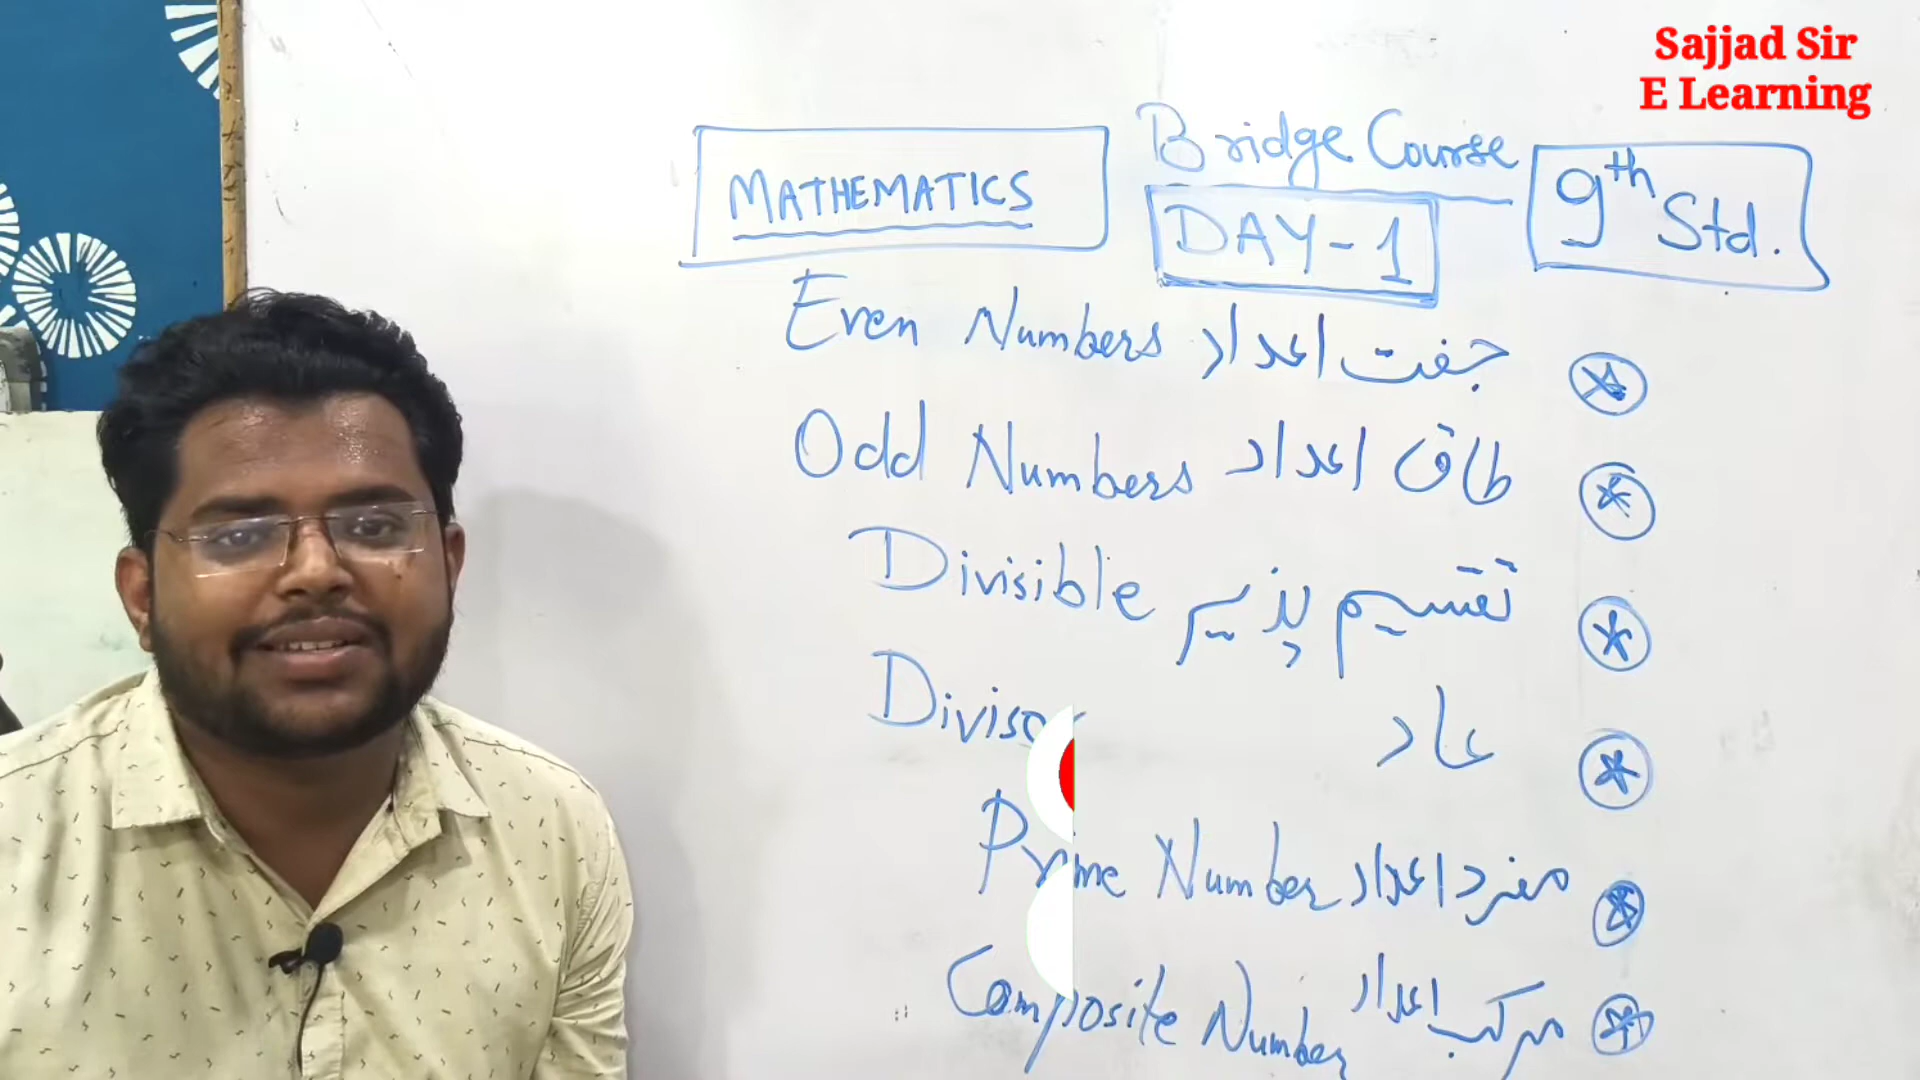 Sajjad Sir
E Learning
Bridge Course
MATHEMATICS
DAY-1
9th Std.
Even Numbers جفت اعداد
Odd Numbers طاق اعداد
Divisible تقسیم پذیر
عاد
Prime Number مفرد اعداد
Composite Number مرکب اعداد